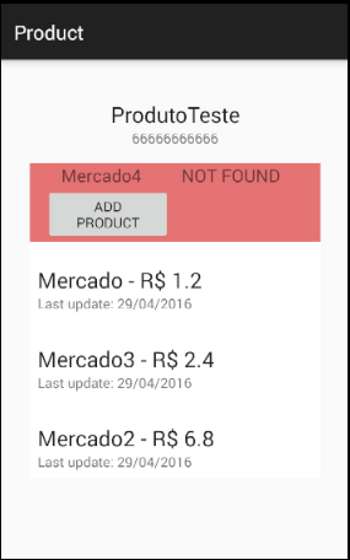 Product
ProdutoTeste
66666666666
Mercado4 NOT FOUND
ADD
PRODUCT
Mercado - R$ 1.2
Last update: 29/04/2016
Mercado3 - R$ 2.4
Last update: 29/04/2016
Mercado2 - R$ 6.8
Last update: 29/04/2016